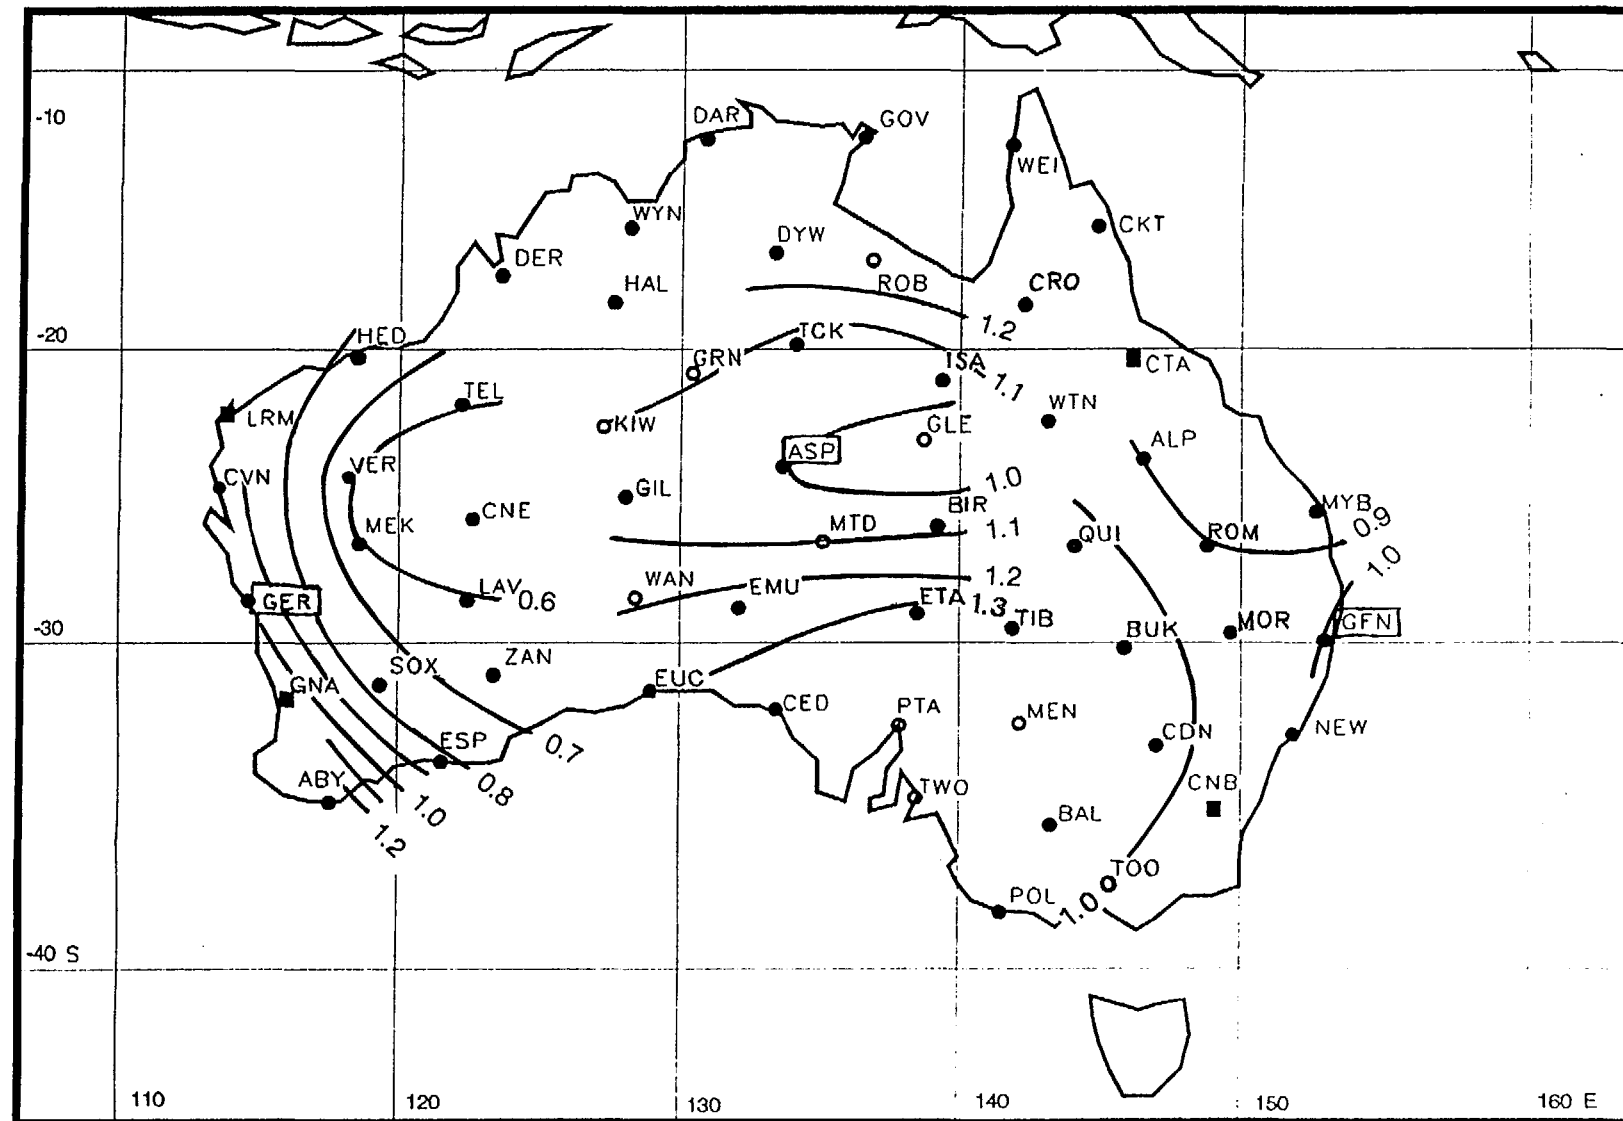 -10
DAR
GOV
WEI
WYN
CKT
DYW
DER
HAL
ROB
CRO
1.2
-20
HED
TCK
GRN
ISA
CTA
1.1
TEL
WTN
LRM
KIW
GLE
ALP
ASP
VER
CVN
GIL
1.0
MYB
CNE
BIR
MEK
MTD
1.1
QUI
ROM
0.9
1.0
WAN
1.2
LAV
0.6
EMU
GER
ETA
1.3
TIB
MOR
GFN
BUK
-30
SOX
ZAN
GNA
EUC
CED
PTA
MEN
NEW
ESP
0.7
CDN
ABY
0.8
TWO
CNB
1.0
BAL
1.2
TOO
POL
1.0
-40 S
110
120
130
140
150
160 E